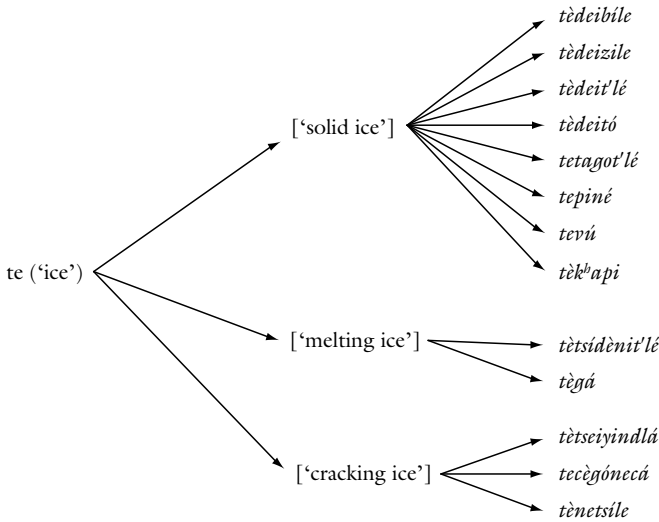 te (‘ice’)
[‘solid ice’]
tèdeibíle
tèdeizile
tèdeit'lé
tèdeitó
tetagot'lé
tepiné
tevú
tèkʰapi
[‘melting ice’]
tètsídènit'lé
tègá
[‘cracking ice’]
tètseiyindlá
tecègónecá
tènetsíle